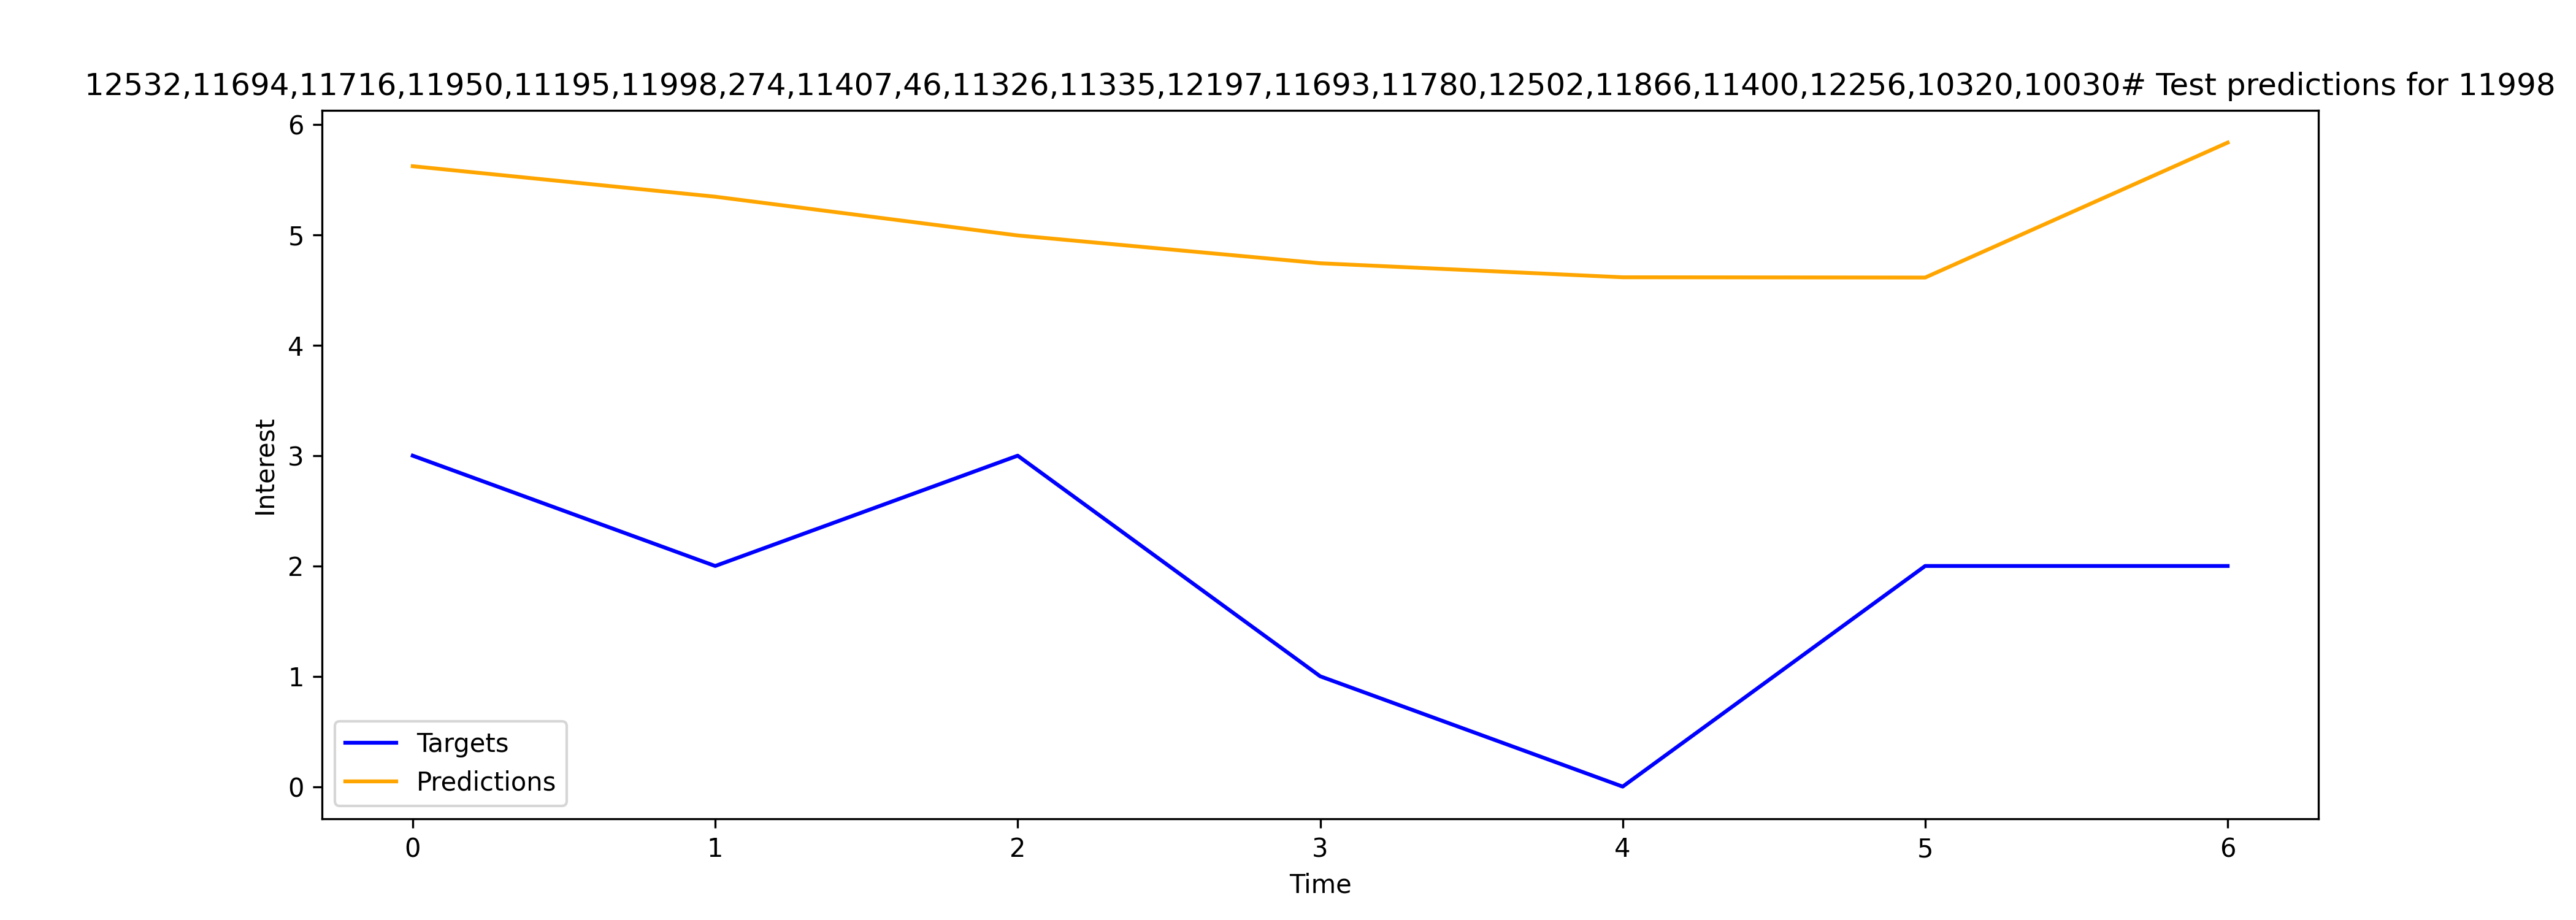 12532,11694,11716,11950,11195,11998,274,11407,46,11326,11335,12197,11693,11780,12502,11866,11400,12256,10320,10030# Test predictions for 11998
6
5
4
3
2
1
0
Interest
Targets
Predictions
0 1 2 3 4 5 6
Time